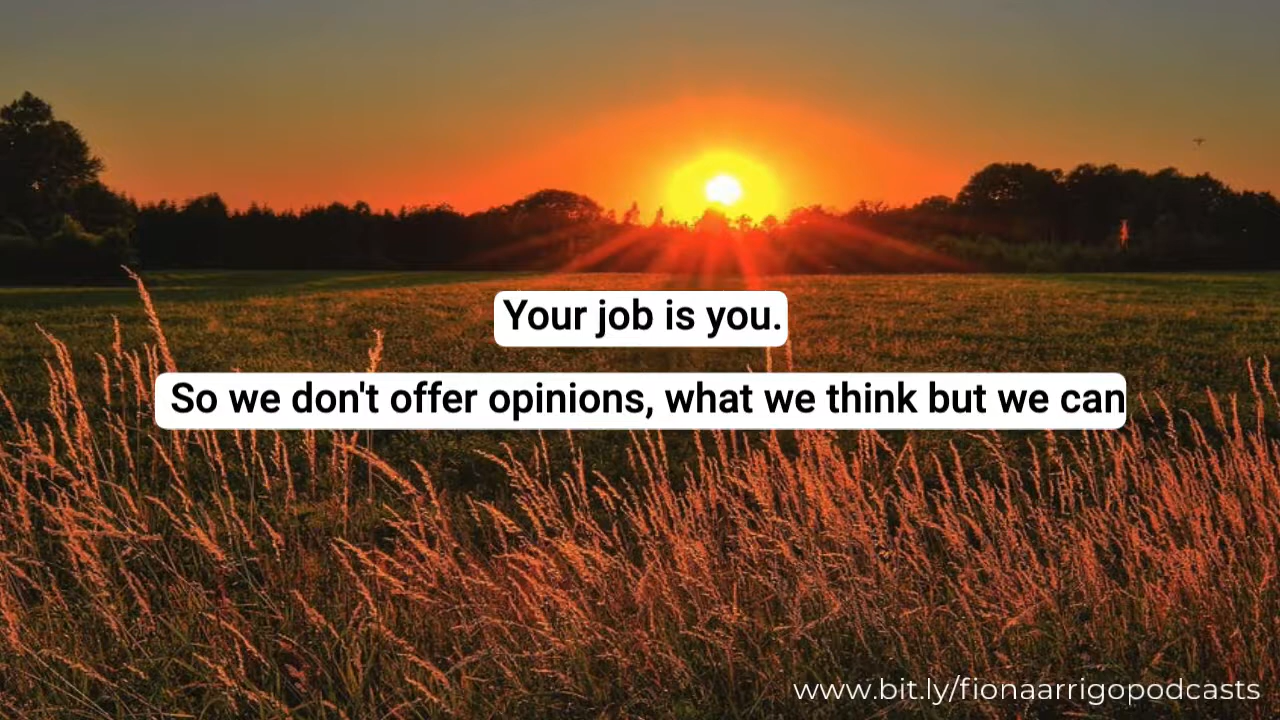 Your job is you.
So we don't offer opinions, what we think but we can
www.bit.ly/fionaarrigopodcasts